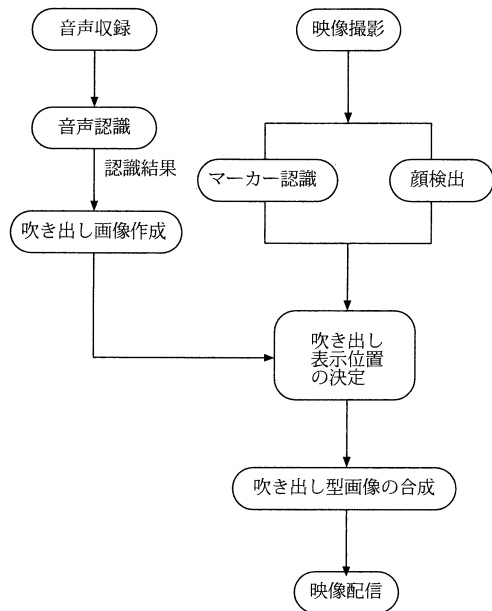 音声収録
映像撮影
音声認識
認識結果
マーカー認識
顔検出
吹き出し画像作成
吹き出し
表示位置
の決定
吹き出し型画像の合成
映像配信